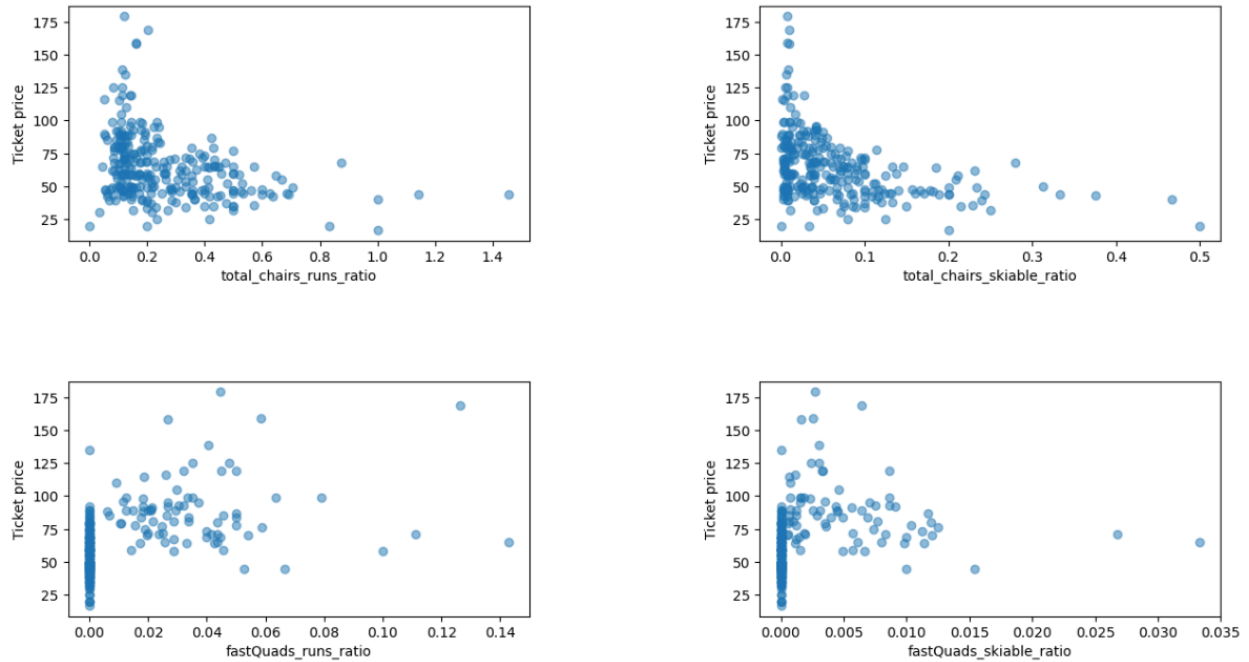 Ticket price
175
150
125
100
75
50
25
0.0 0.2 0.4 0.6 0.8 1.0 1.2 1.4
total_chairs_runs_ratio
Ticket price
175
150
125
100
75
50
25
0.0 0.1 0.2 0.3 0.4 0.5
total_chairs_skiable_ratio
Ticket price
175
150
125
100
75
50
25
0.00 0.02 0.04 0.06 0.08 0.10 0.12 0.14
fastQuads_runs_ratio
Ticket price
175
150
125
100
75
50
25
0.000 0.005 0.010 0.015 0.020 0.025 0.030 0.035
fastQuads_skiable_ratio